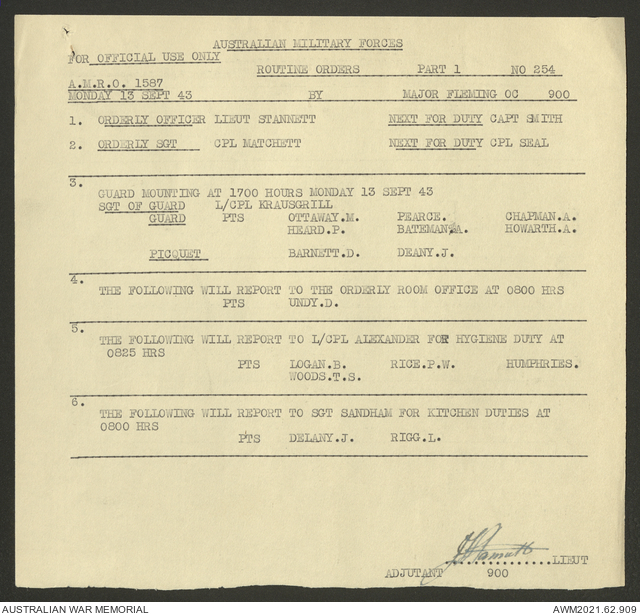 AUSTRALIAN MILITARY FORCES
FOR OFFICIAL USE ONLY
ROUTINE ORDERS PART 1 NO 254
A.M.R.O. 1587
MONDAY 13 SEPT 43 BY MAJOR FLEMING OC 900
1. ORDERLY OFFICER LIEUT STANNETT NEXT FOR DUTY CAPT SMITH
2. ORDERLY SGT CPL MATCHETT NEXT FOR DUTY CPL SEAL
3.
GUARD MOUNTING AT 1700 HOURS MONDAY 13 SEPT 43
SGT OF GUARD L/CPL KRAUSGRILL
GUARD PTS OTTAWAY.M. PEARCE. CHAPMAN.A.
HEARD.P. BATEMAN.A. HOWARTH.A.
PICQUET BARNETT.D. DEANY.J.
4.
THE FOLLOWING WILL REPORT TO THE ORDERLY ROOM OFFICE AT 0800 HRS
PTS UNDY.D.
5.
THE FOLLOWING WILL REPORT TO L/CPL ALEXANDER FOR HYGIENE DUTY AT
0825 HRS
PTS LOGAN.B. RICE.P.W. HUMPHRIES.
WOODS.T.S.
6.
THE FOLLOWING WILL REPORT TO SGT SANDHAM FOR KITCHEN DUTIES AT
0800 HRS
PTS DELANY.J. RIGG.L.
..............LIEUT
ADJUTANT 900
AUSTRALIAN WAR MEMORIAL AWM2021.62.909